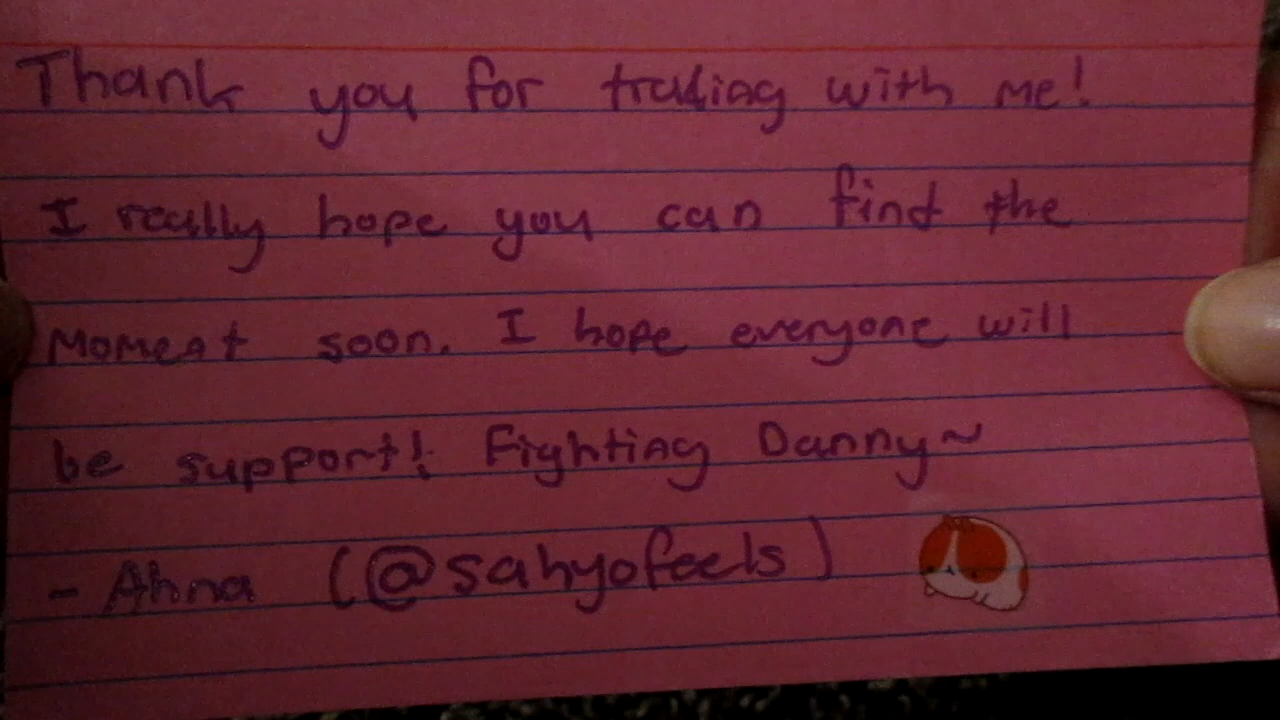 Thank you for trading with me!
I really hope you can find the
Moment soon. I hope everyone will
be support! Fighting Danny~
- Ahna (@sahyofeels)